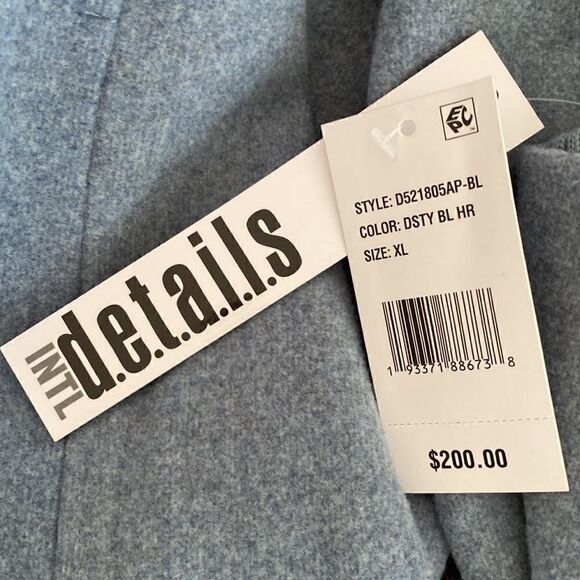 INTL d.e.t.a.i.l.s
EPC
STYLE: D521805AP-BL
COLOR: DSTY BL HR
SIZE: XL
1 93371 88673 8
$200.00